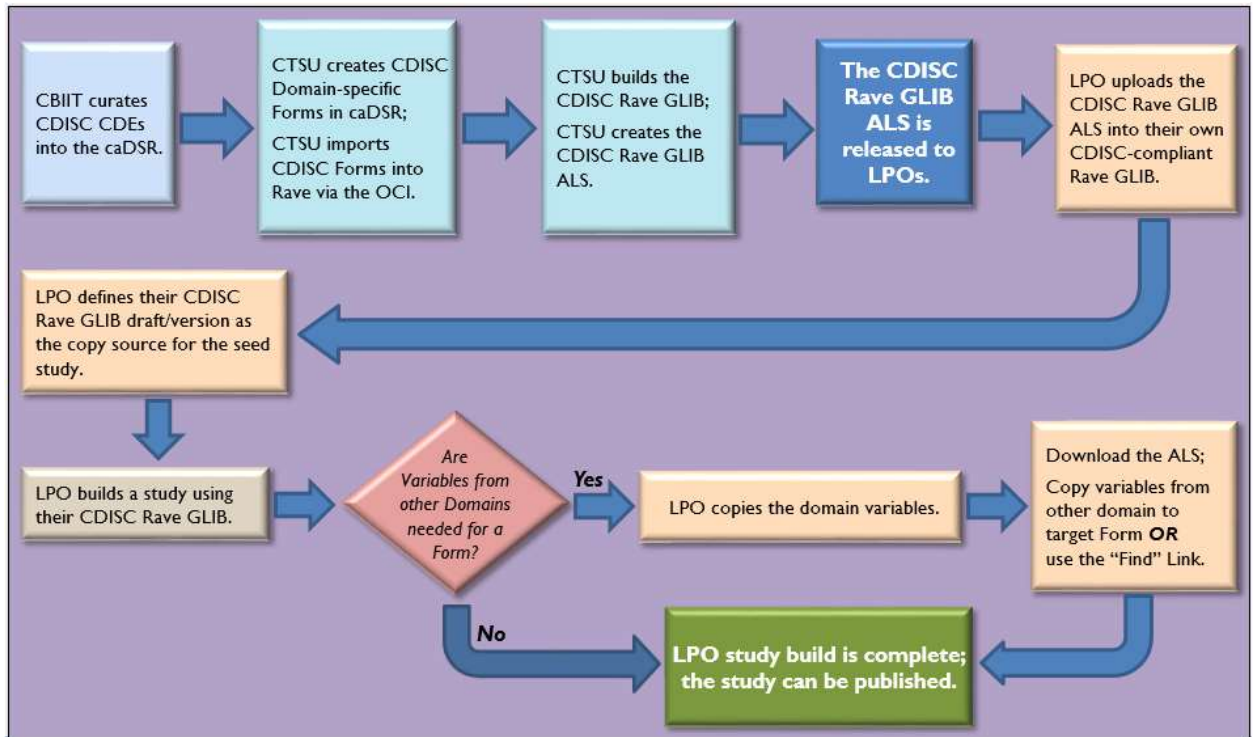 CBIIT curates
CDISC CDEs
into the caDSR.
CTSU creates CDISC
Domain-specific
Forms in caDSR;
CTSU imports
CDISC Forms into
Rave via the OCI.
CTSU builds the
CDISC Rave GLIB;
CTSU creates the
CDISC Rave GLIB
ALS.
The CDISC
Rave GLIB
ALS is
released to
LPOs.
LPO uploads the
CDISC Rave GLIB
ALS into their own
CDISC-compliant
Rave GLIB.
LPO defines their CDISC
Rave GLIB draft/version as
the copy source for the seed
study.
LPO builds a study using
their CDISC Rave GLIB.
Are
Variables from
other Domains
needed for a
Form?
Yes
LPO copies the domain variables.
Download the ALS;
Copy variables from
other domain to
target Form OR
use the “Find” Link.
No
LPO study build is complete;
the study can be published.